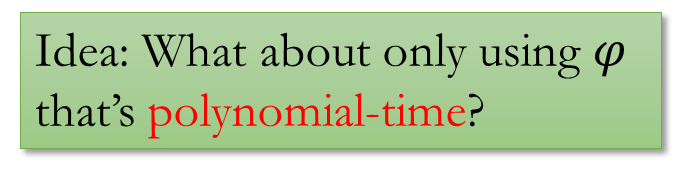 Idea: What about only using φ
that's polynomial-time?